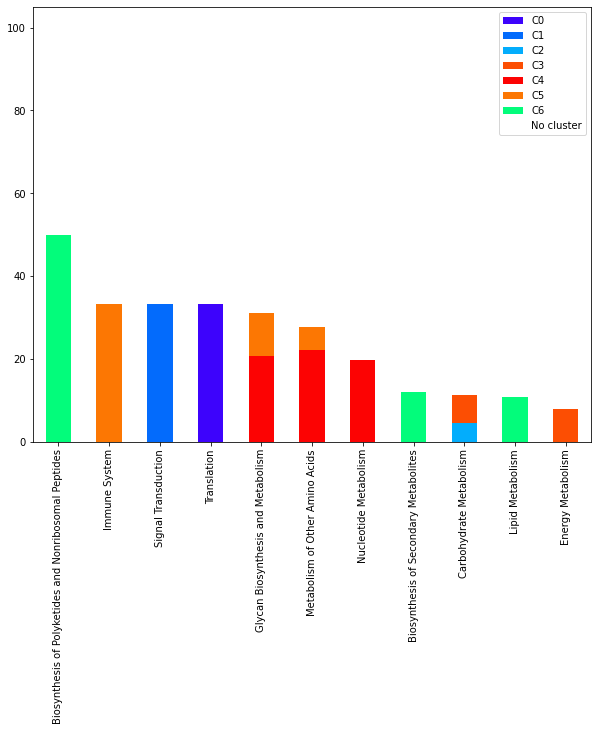 100
80
60
40
20
0
C0
C1
C2
C3
C4
C5
C6
No cluster
Biosynthesis of Polyketides and Nonribosomal Peptides
Immune System
Signal Transduction
Translation
Glycan Biosynthesis and Metabolism
Metabolism of Other Amino Acids
Nucleotide Metabolism
Biosynthesis of Secondary Metabolites
Carbohydrate Metabolism
Lipid Metabolism
Energy Metabolism